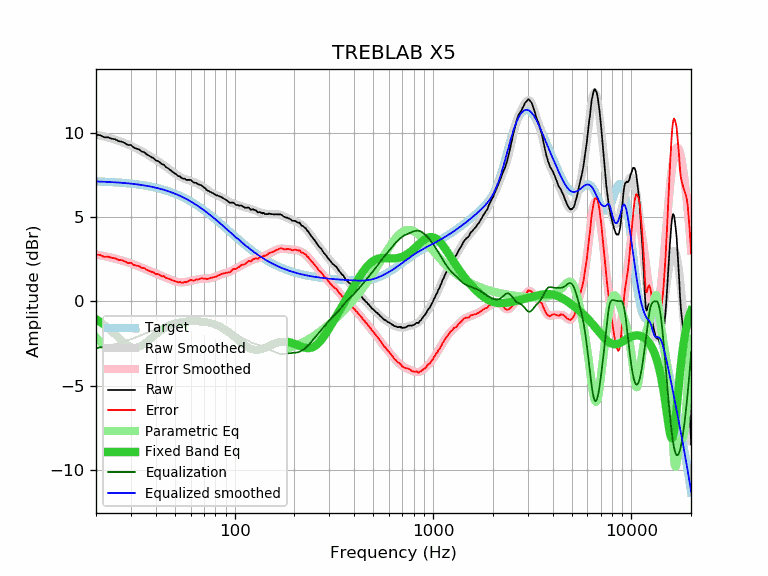 TREBLAB X5
Amplitude (dBr)
10
5
0
−5
−10
Target
Raw Smoothed
Error Smoothed
Raw
Error
Parametric Eq
Fixed Band Eq
Equalization
Equalized smoothed
100 1000 10000
Frequency (Hz)